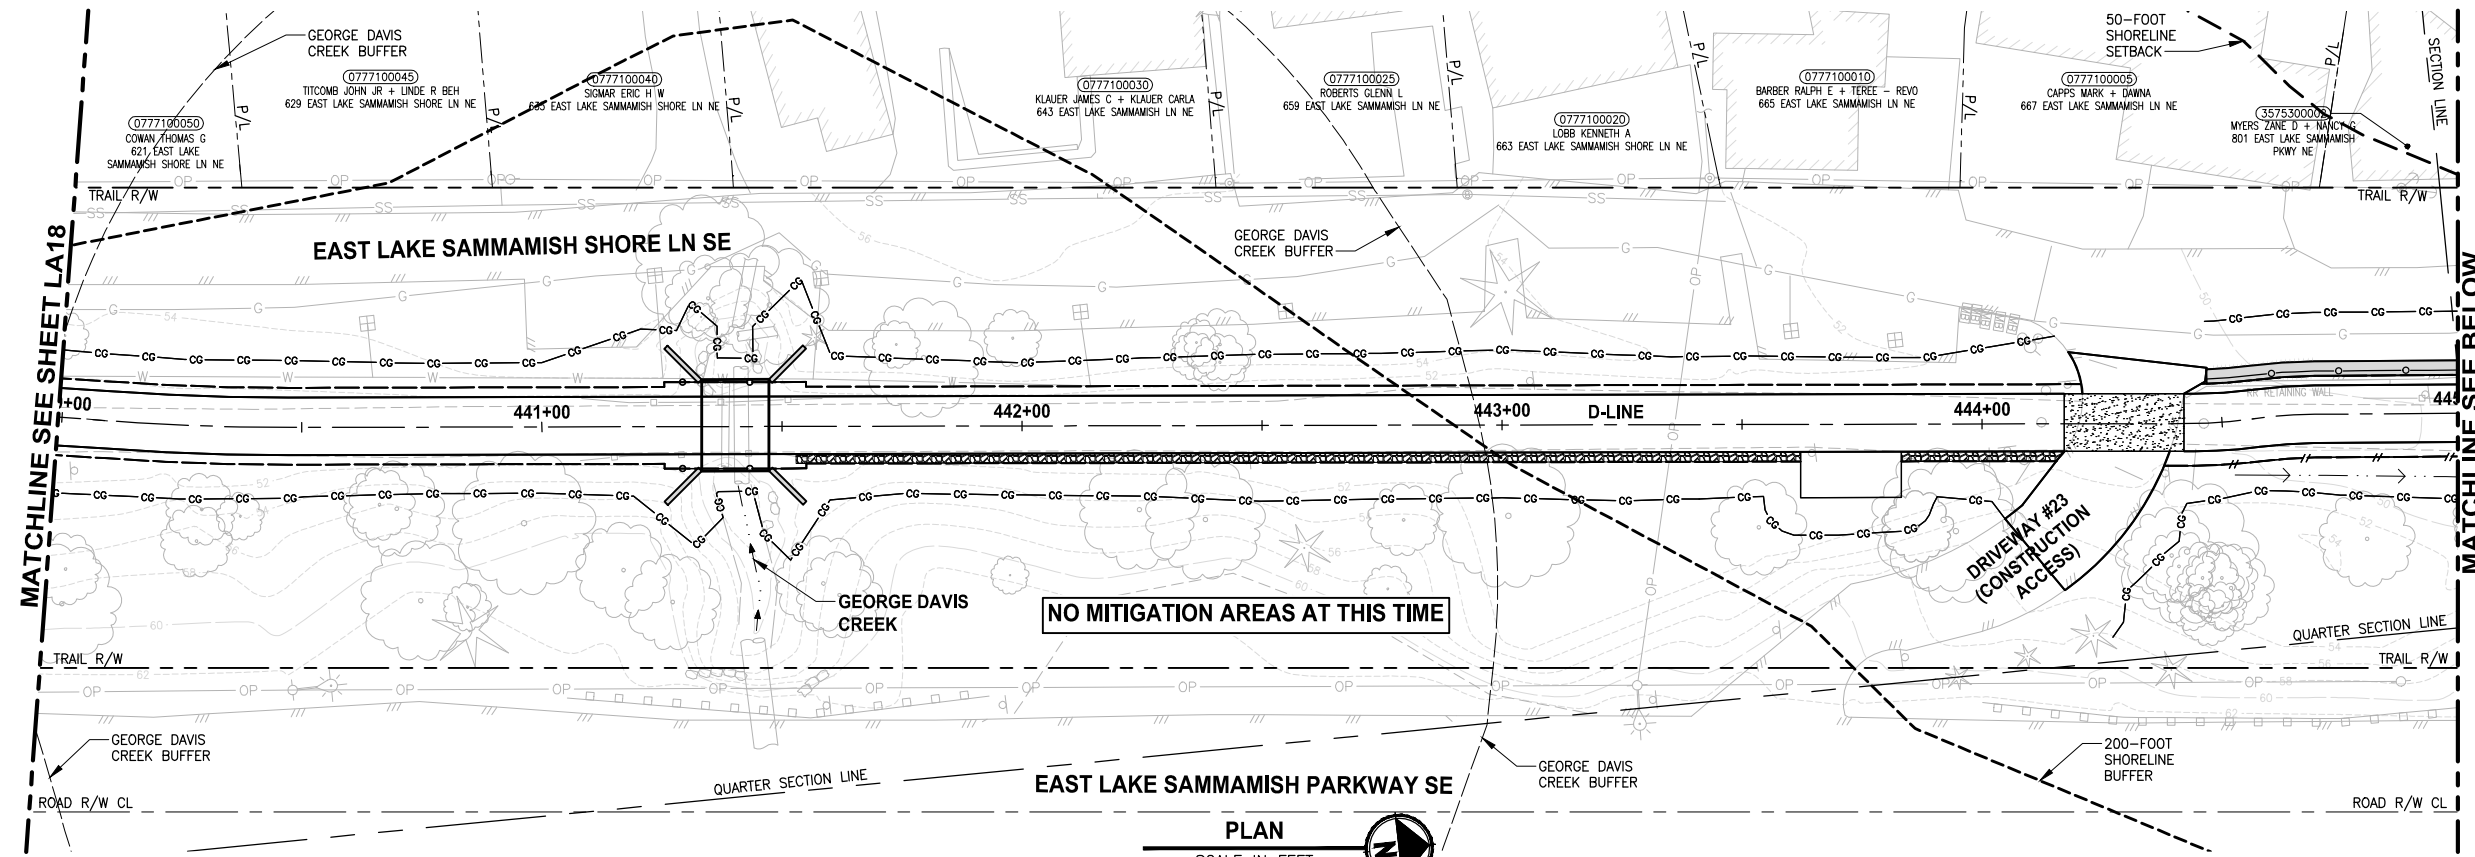 GEORGE DAVIS
CREEK BUFFER
50-FOOT
SHORELINE
SETBACK
SECTION LINE
P/L
P/L
P/L
P/L
P/L
P/L
P/L
P/L
0777100050
COWAN THOMAS G
621 EAST LAKE
SAMMAMISH SHORE LN NE
0777100045
TITCOMB JOHN JR + LINDE R BEH
629 EAST LAKE SAMMAMISH SHORE LN NE
0777100040
SIGMAR ERIC H W
635 EAST LAKE SAMMAMISH SHORE LN NE
0777100030
KLAUER JAMES C + KLAUER CARLA
643 EAST LAKE SAMMAMISH LN NE
0777100025
ROBERTS GLENN L
659 EAST LAKE SAMMAMISH LN NE
0777100020
LOBB KENNETH A
663 EAST LAKE SAMMAMISH SHORE LN NE
0777100010
BARBER RALPH E + TEREE - REVO
665 EAST LAKE SAMMAMISH LN NE
0777100005
CAPPS MARK + DAWNA
667 EAST LAKE SAMMAMISH LN NE
3575300002
MYERS ZANE D + NANCY G
801 EAST LAKE SAMMAMISH
PKWY NE
TRAIL R/W
TRAIL R/W
EAST LAKE SAMMAMISH SHORE LN SE
GEORGE DAVIS
CREEK BUFFER
MATCHLINE SEE SHEET LA18
MATCHLINE SEE BELOW
+00
441+00
442+00
443+00
D-LINE
444+00
445
RR RETAINING WALL
DRIVEWAY #23
(CONSTRUCTION
ACCESS)
GEORGE DAVIS
CREEK
NO MITIGATION AREAS AT THIS TIME
QUARTER SECTION LINE
TRAIL R/W
TRAIL R/W
GEORGE DAVIS
CREEK BUFFER
QUARTER SECTION LINE
EAST LAKE SAMMAMISH PARKWAY SE
GEORGE DAVIS
CREEK BUFFER
200-FOOT
SHORELINE
BUFFER
ROAD R/W CL
ROAD R/W CL
PLAN
N
SCALE IN FEET